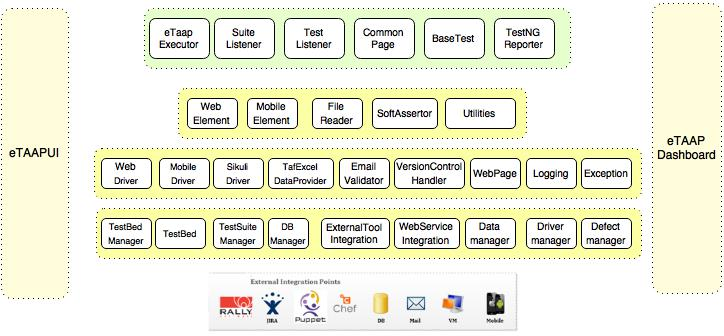 eTAAPUI
eTaap
Executor
Suite
Listener
Test
Listener
Common
Page
BaseTest
TestNG
Reporter
Web
Element
Mobile
Element
File
Reader
SoftAssertor
Utilities
Web
Driver
Mobile
Driver
Sikuli
Driver
TafExcel
DataProvider
Email
Validator
VersionControl
Handler
WebPage
Logging
Exception
TestBed
Manager
TestBed
TestSuite
Manager
DB
Manager
ExternalTool
Integration
WebService
Integration
Data
manager
Driver
manager
Defect
manager
eTAAP
Dashboard
External Integration Points
RALLY
JIRA
Puppet
Chef
DB
Mail
VM
Mobile